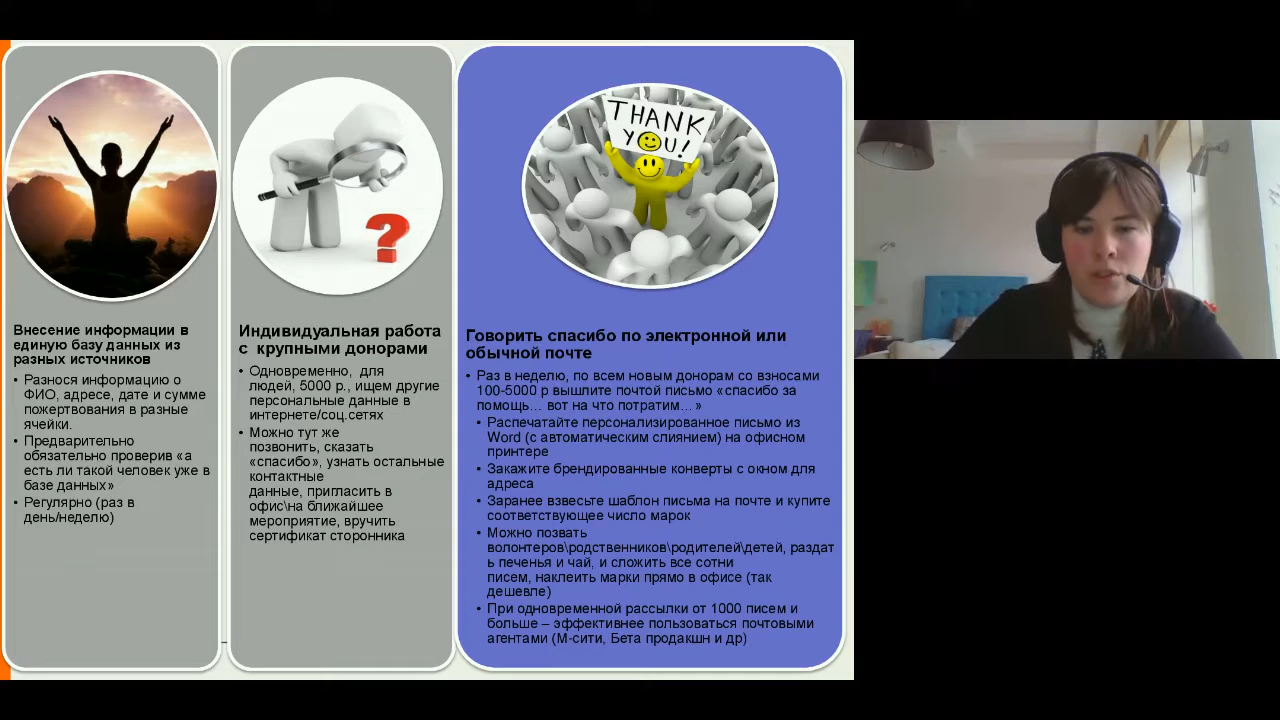 THANK
YOU!
?
Внесение информации в
единую базу данных из
разных источников
• Разнося информацию о
ФИО, адресе, дате и сумме
пожертвования в разные
ячейки.
• Предварительно
обязательно проверив «а
есть ли такой человек уже в
базе данных»
• Регулярно (раз в
день/неделю)
Индивидуальная работа
с крупными донорами
• Одновременно, для
людей, 5000 р., ищем другие
персональные данные в
интернете/соц.сетях
• Можно тут же
позвонить, сказать
«спасибо», узнать остальные
контактные
данные, пригласить в
офис\на ближайшее
мероприятие, вручить
сертификат сторонника
Говорить спасибо по электронной или
обычной почте
• Раз в неделю, по всем новым донорам со взносами
100-5000 р вышлите почтой письмо «спасибо за
помощь… вот на что потратим…»
• Распечатайте персонализированное письмо из
Word (с автоматическим слиянием) на офисном
принтере
• Закажите брендированные конверты с окном для
адреса
• Заранее взвесьте шаблон письма на почте и купите
соответствующее число марок
• Можно позвать
волонтеров\родственников\родителей\детей, раздат
ь печенья и чай, и сложить все сотни
писем, наклеить марки прямо в офисе (так
дешевле)
• При одновременной рассылки от 1000 писем и
больше – эффективнее пользоваться почтовыми
агентами (М-сити, Бета продакшн и др)